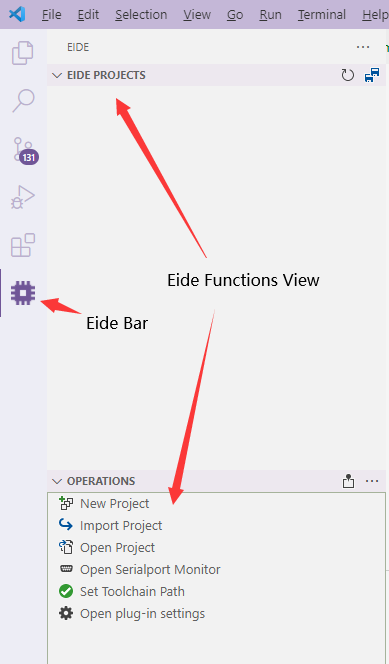 File Edit Selection View Go Run Terminal Help
EIDE
EIDE PROJECTS
131
Eide Functions View
Eide Bar
OPERATIONS
New Project
Import Project
Open Project
Open Serialport Monitor
Set Toolchain Path
Open plug-in settings